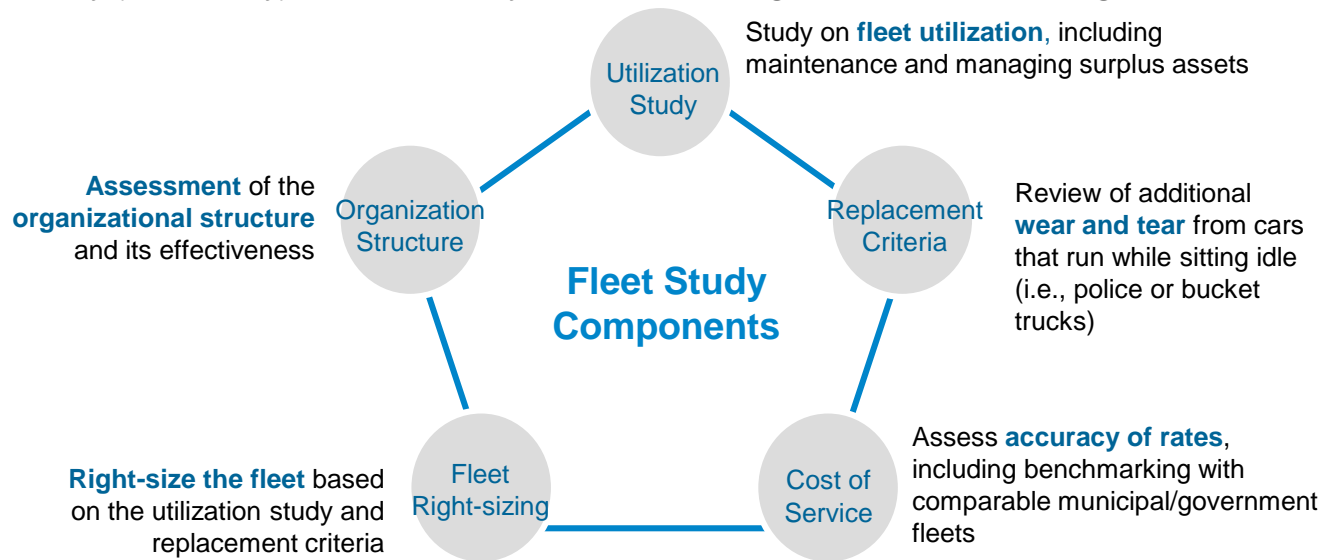 Study on fleet utilization, including
maintenance and managing surplus assets
Utilization
Study
Assessment of the
organizational structure
and its effectiveness
Organization
Structure
Replacement
Criteria
Review of additional
wear and tear from cars
that run while sitting idle
(i.e., police or bucket
trucks)
Fleet Study
Components
Right-size the fleet based
on the utilization study and
replacement criteria
Fleet
Right-sizing
Cost of
Service
Assess accuracy of rates,
including benchmarking with
comparable municipal/government
fleets